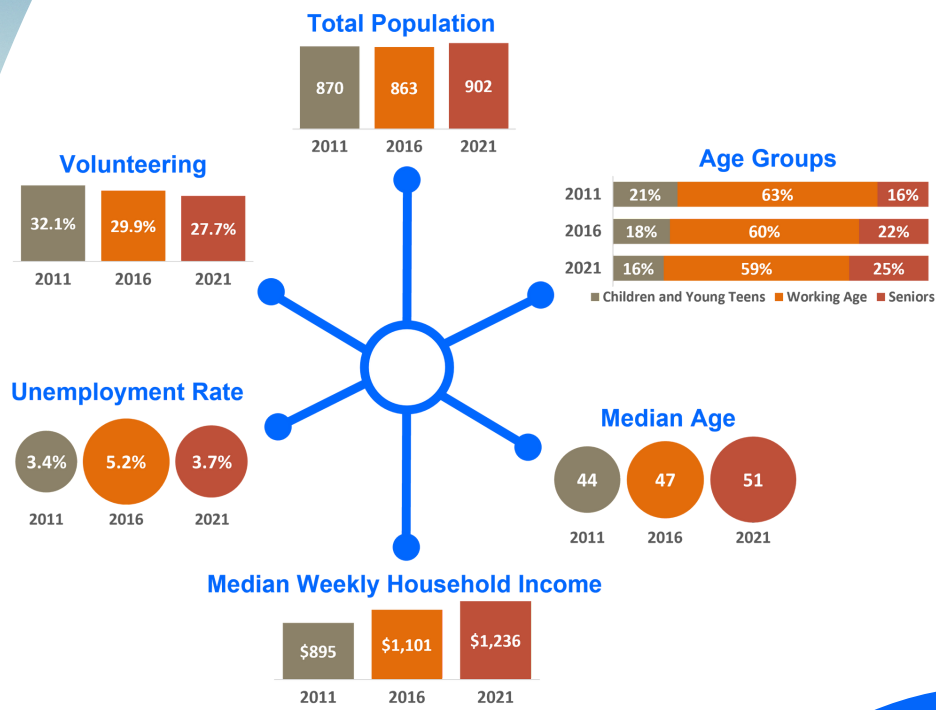 Total Population
870 863 902
2011 2016 2021
Volunteering
32.1% 29.9% 27.7%
2011 2016 2021
Age Groups
2011 21% 63% 16%
2016 18% 60% 22%
2021 16% 59% 25%
Children and Young Teens Working Age Seniors
Unemployment Rate
3.4% 5.2% 3.7%
2011 2016 2021
Median Age
44 47 51
2011 2016 2021
Median Weekly Household Income
$895 $1,101 $1,236
2011 2016 2021